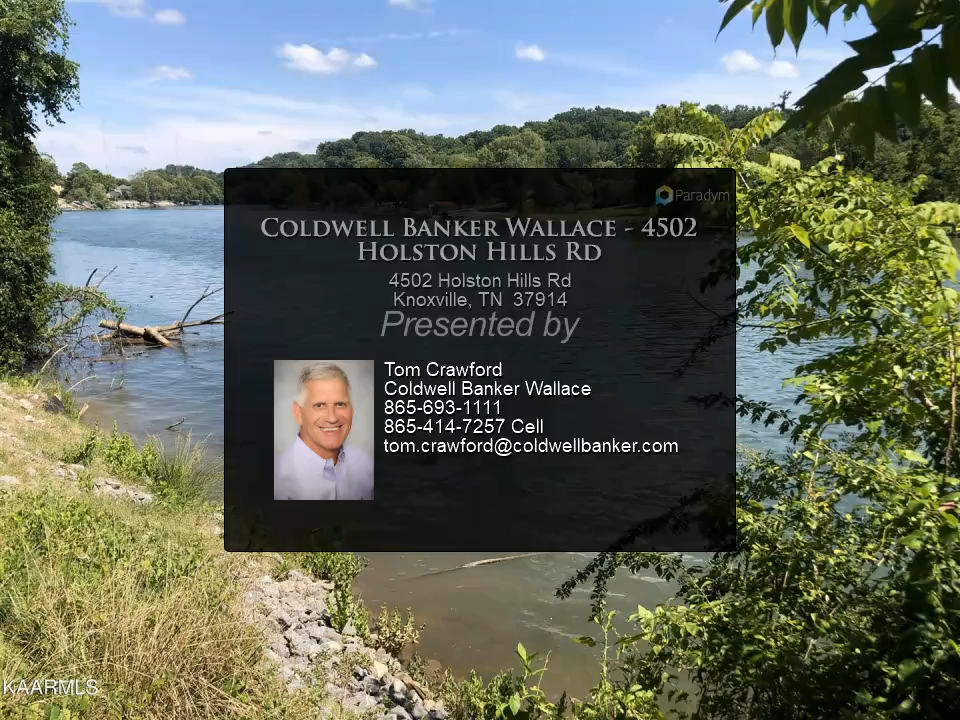 Paradym
Coldwell Banker Wallace - 4502
Holston Hills Rd
4502 Holston Hills Rd
Knoxville, TN 37914
Presented by
Tom Crawford
Coldwell Banker Wallace
865-693-1111
865-414-7257 Cell
tom.crawford@coldwellbanker.com
KAARMLS